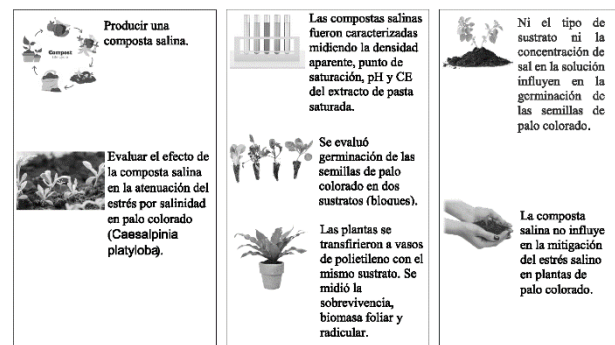 Producir una
composta salina.
Compost
Evaluar el efecto de
la composta salina
en la atenuación del
estrés por salinidad
en palo colorado
(Caesalpinia
platyloba).
Las compostas salinas
fueron caracterizadas
midiendo la densidad
aparente, punto de
saturación, pH y CE
del extracto de pasta
saturada.
Se evaluó
germinación de las
semillas de palo
colorado en dos
sustratos (bloques).
Las plantas se
transfirieron a vasos
de polietileno con el
mismo sustrato. Se
midió la
sobrevivencia,
biomasa foliar y
radicular.
Ni el tipo de
sustrato ni la
concentración de
sal en la solución
influyen en la
germinación de
las semillas de
palo colorado.
La composta
salina no influye
en la mitigación
del estrés salino
en plantas de
palo colorado.